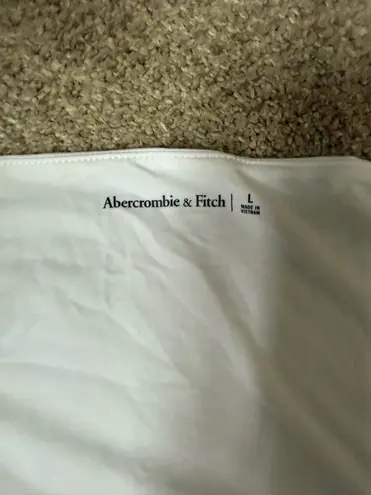 Abercrombie & Fitch | L
MADE IN
VIETNAM